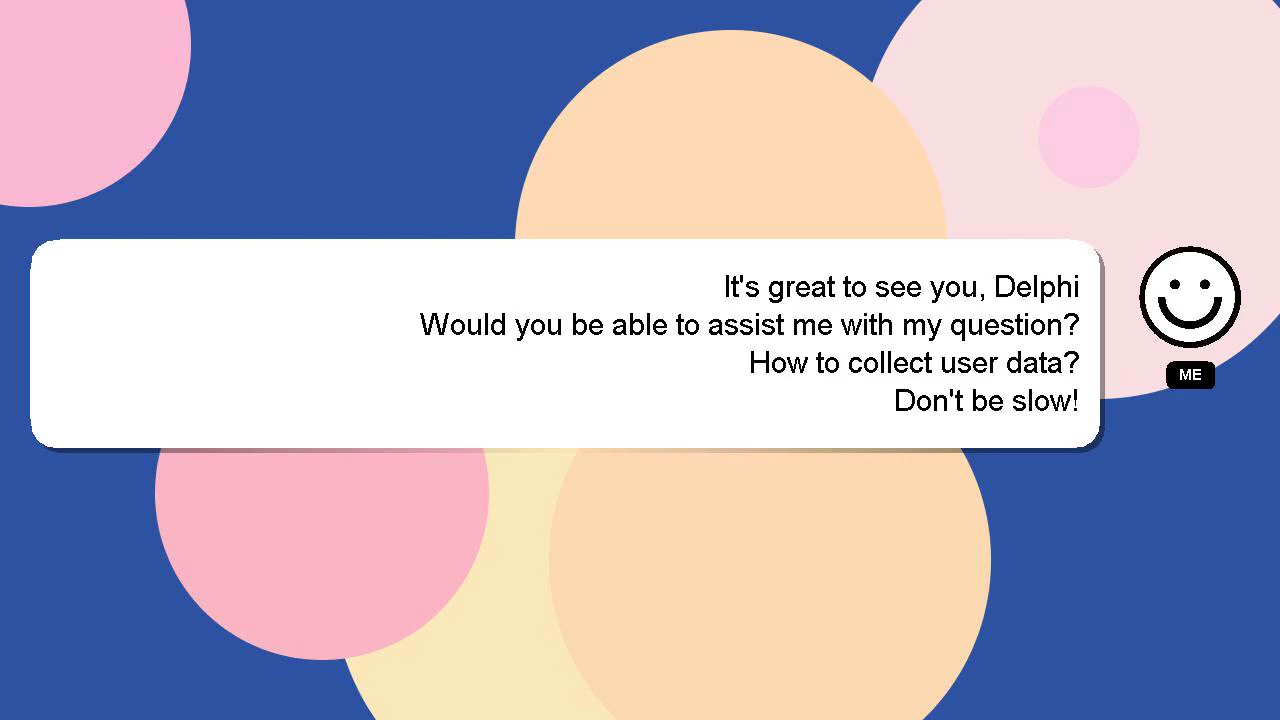 It's great to see you, Delphi
Would you be able to assist me with my question?
How to collect user data?
Don't be slow!
ME